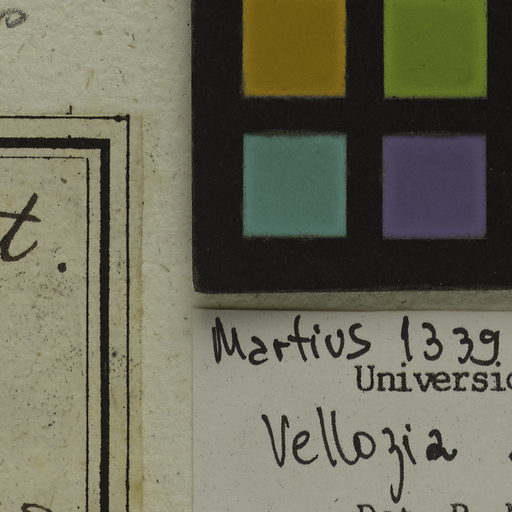 t.
Martius 1339
Universi
Vellozia